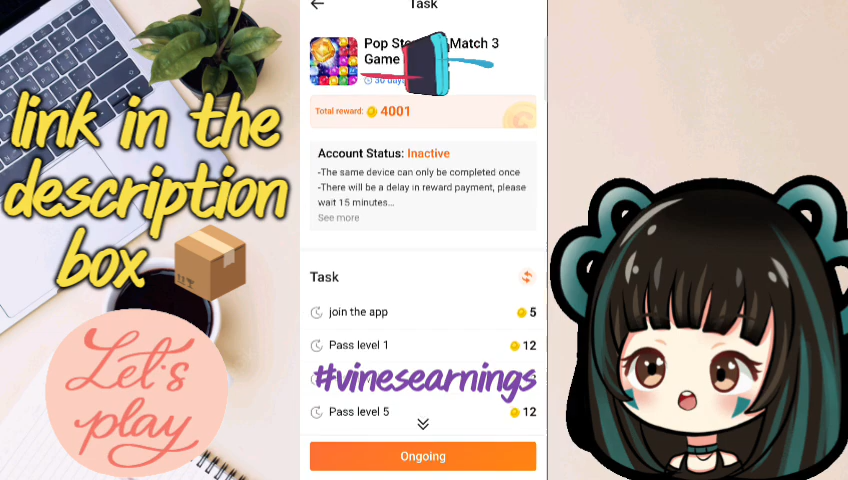 link in the
description
box
Let's
play
Task
Match 3
Game
Total reward: 4001
Account Status: Inactive
-The same device can only be completed once
-There will be a delay in reward payment, please
wait 15 minutes...
See more
Task
join the app 5
Pass level 1 12
#vinesearnings
Pass level 5 12
Ongoing